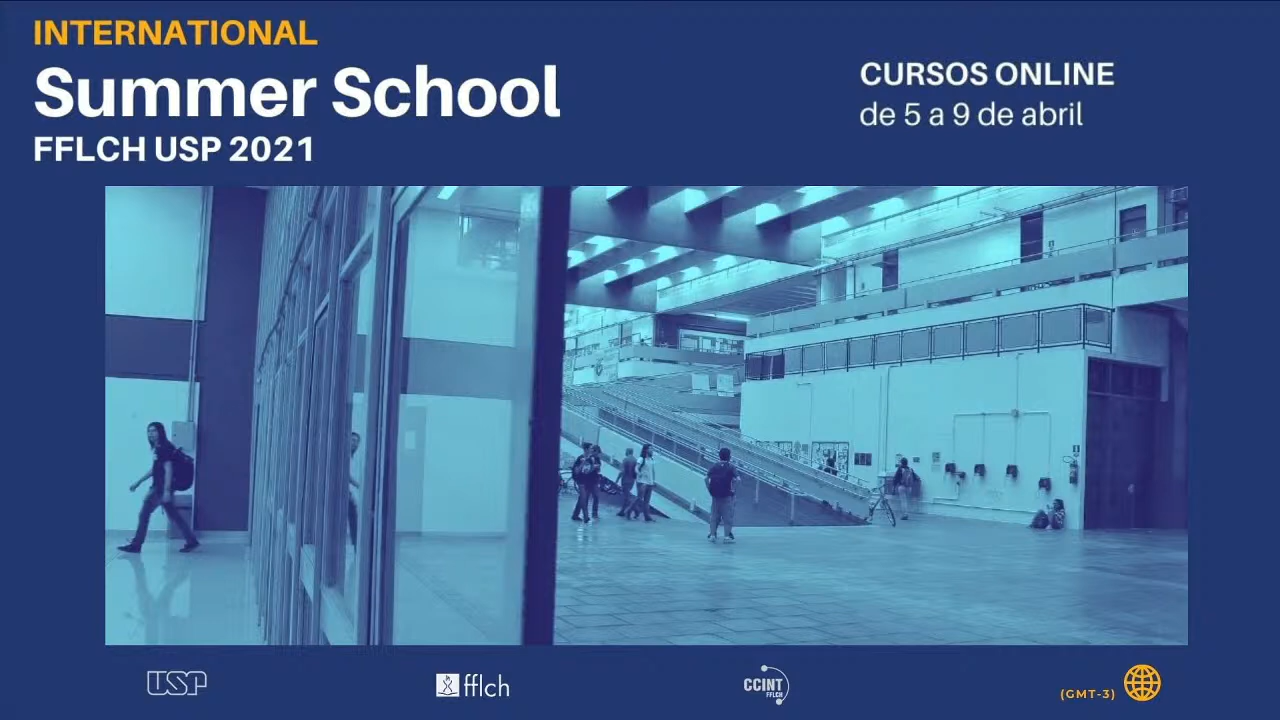 INTERNATIONAL
Summer School
FFLCH USP 2021
CURSOS ONLINE
de 5 a 9 de abril
USP
fflch
CCINT
FFLCH
(GMT-3)